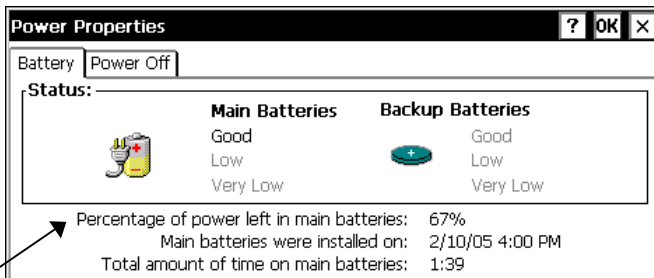 Power Properties ? OK ×
Battery Power Off
Status:
Main Batteries Backup Batteries
Good Good
Low Low
Very Low Very Low
Percentage of power left in main batteries: 67%
Main batteries were installed on: 2/10/05 4:00 PM
Total amount of time on main batteries: 1:39